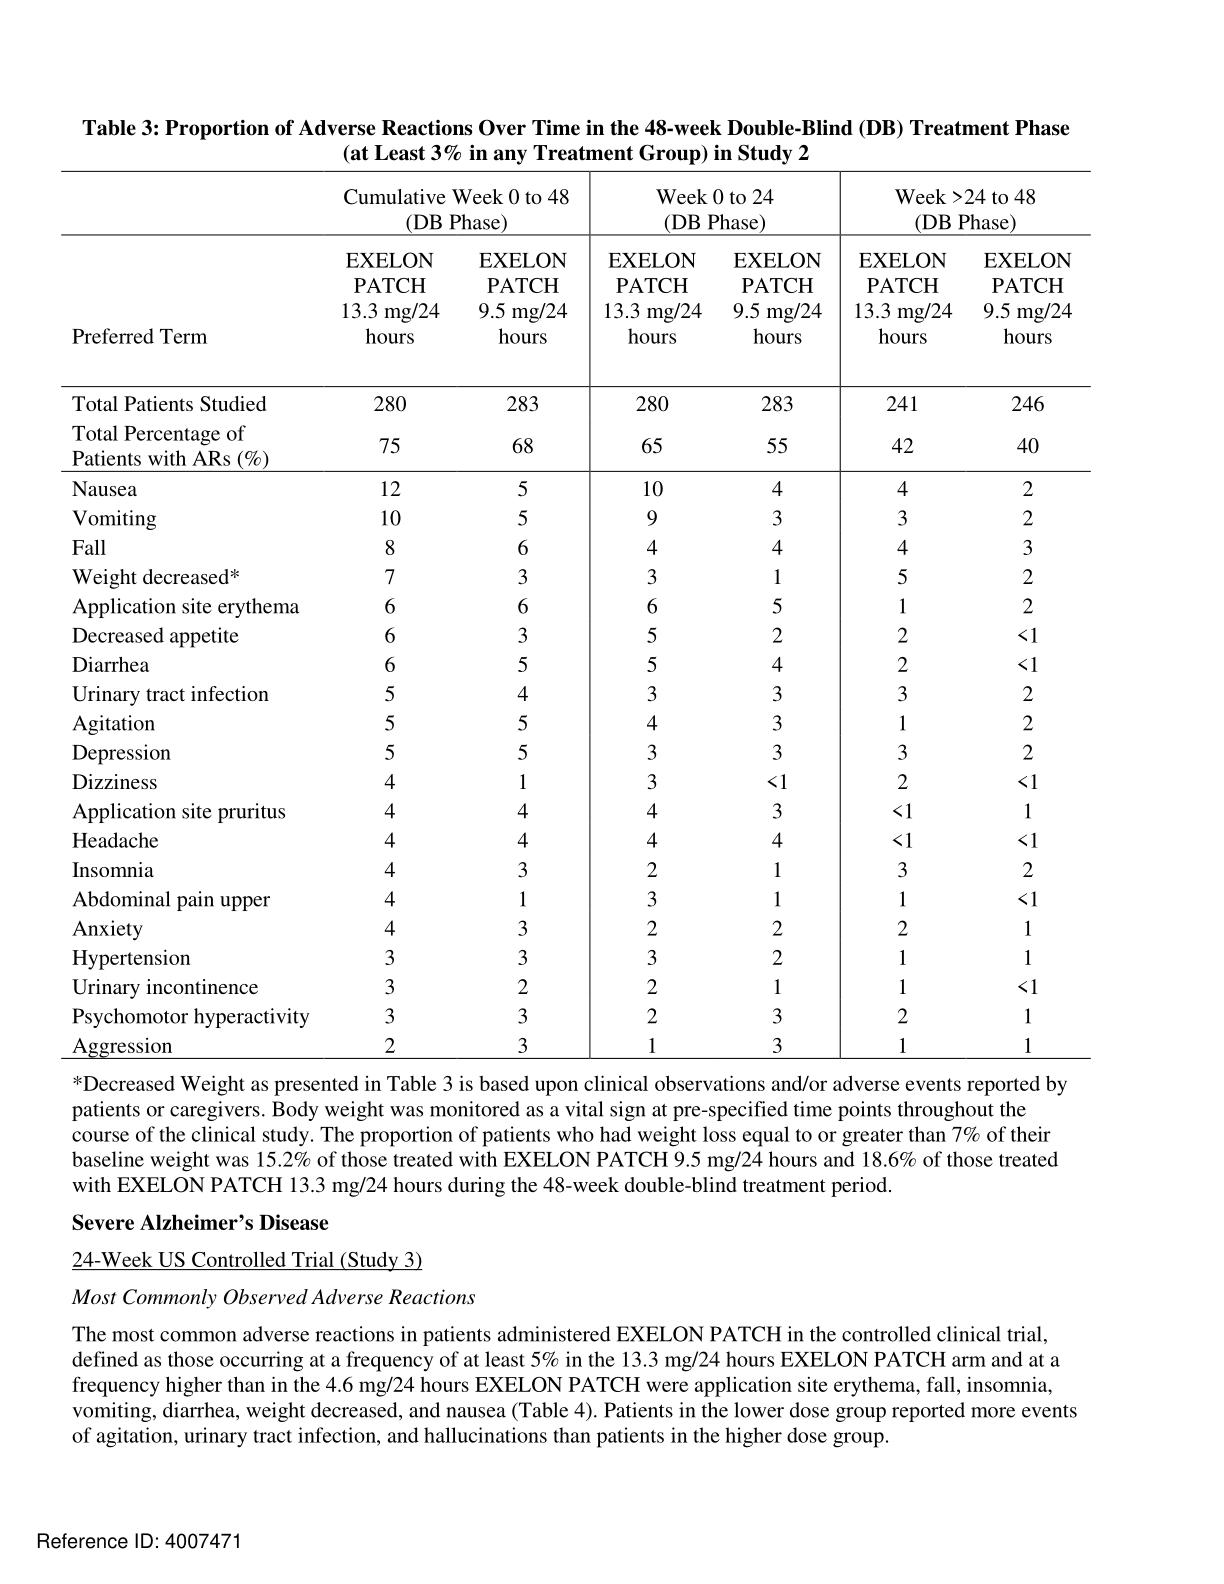 Table 3: Proportion of Adverse Reactions Over Time in the 48-week Double-Blind (DB) Treatment Phase
(at Least 3% in any Treatment Group) in Study 2
Cumulative Week 0 to 48 Week 0 to 24 Week >24 to 48
(DB Phase) (DB Phase) (DB Phase)
EXELON EXELON EXELON EXELON EXELON EXELON
PATCH PATCH PATCH PATCH PATCH PATCH
13.3 mg/24 9.5 mg/24 13.3 mg/24 9.5 mg/24 13.3 mg/24 9.5 mg/24
Preferred Term hours hours hours hours hours hours
Total Patients Studied 280 283 280 283 241 246
Total Percentage of
Patients with ARs (%) 75 68 65 55 42 40
Nausea 12 5 10 4 4 2
Vomiting 10 5 9 3 3 2
Fall 8 6 4 4 4 3
Weight decreased* 7 3 3 1 5 2
Application site erythema 6 6 6 5 1 2
Decreased appetite 6 3 5 2 2 <1
Diarrhea 6 5 5 4 2 <1
Urinary tract infection 5 4 3 3 3 2
Agitation 5 5 4 3 1 2
Depression 5 5 3 3 3 2
Dizziness 4 1 3 <1 2 <1
Application site pruritus 4 4 4 3 <1 1
Headache 4 4 4 4 <1 <1
Insomnia 4 3 2 1 3 2
Abdominal pain upper 4 1 3 1 1 <1
Anxiety 4 3 2 2 2 1
Hypertension 3 3 3 2 1 1
Urinary incontinence 3 2 2 1 1 <1
Psychomotor hyperactivity 3 3 2 3 2 1
Aggression 2 3 1 3 1 1
*Decreased Weight as presented in Table 3 is based upon clinical observations and/or adverse events reported by
patients or caregivers. Body weight was monitored as a vital sign at pre-specified time points throughout the
course of the clinical study. The proportion of patients who had weight loss equal to or greater than 7% of their
baseline weight was 15.2% of those treated with EXELON PATCH 9.5 mg/24 hours and 18.6% of those treated
with EXELON PATCH 13.3 mg/24 hours during the 48-week double-blind treatment period.
Severe Alzheimer’s Disease
24-Week US Controlled Trial (Study 3)
Most Commonly Observed Adverse Reactions
The most common adverse reactions in patients administered EXELON PATCH in the controlled clinical trial,
defined as those occurring at a frequency of at least 5% in the 13.3 mg/24 hours EXELON PATCH arm and at a
frequency higher than in the 4.6 mg/24 hours EXELON PATCH were application site erythema, fall, insomnia,
vomiting, diarrhea, weight decreased, and nausea (Table 4). Patients in the lower dose group reported more events
of agitation, urinary tract infection, and hallucinations than patients in the higher dose group.
Reference ID: 4007471